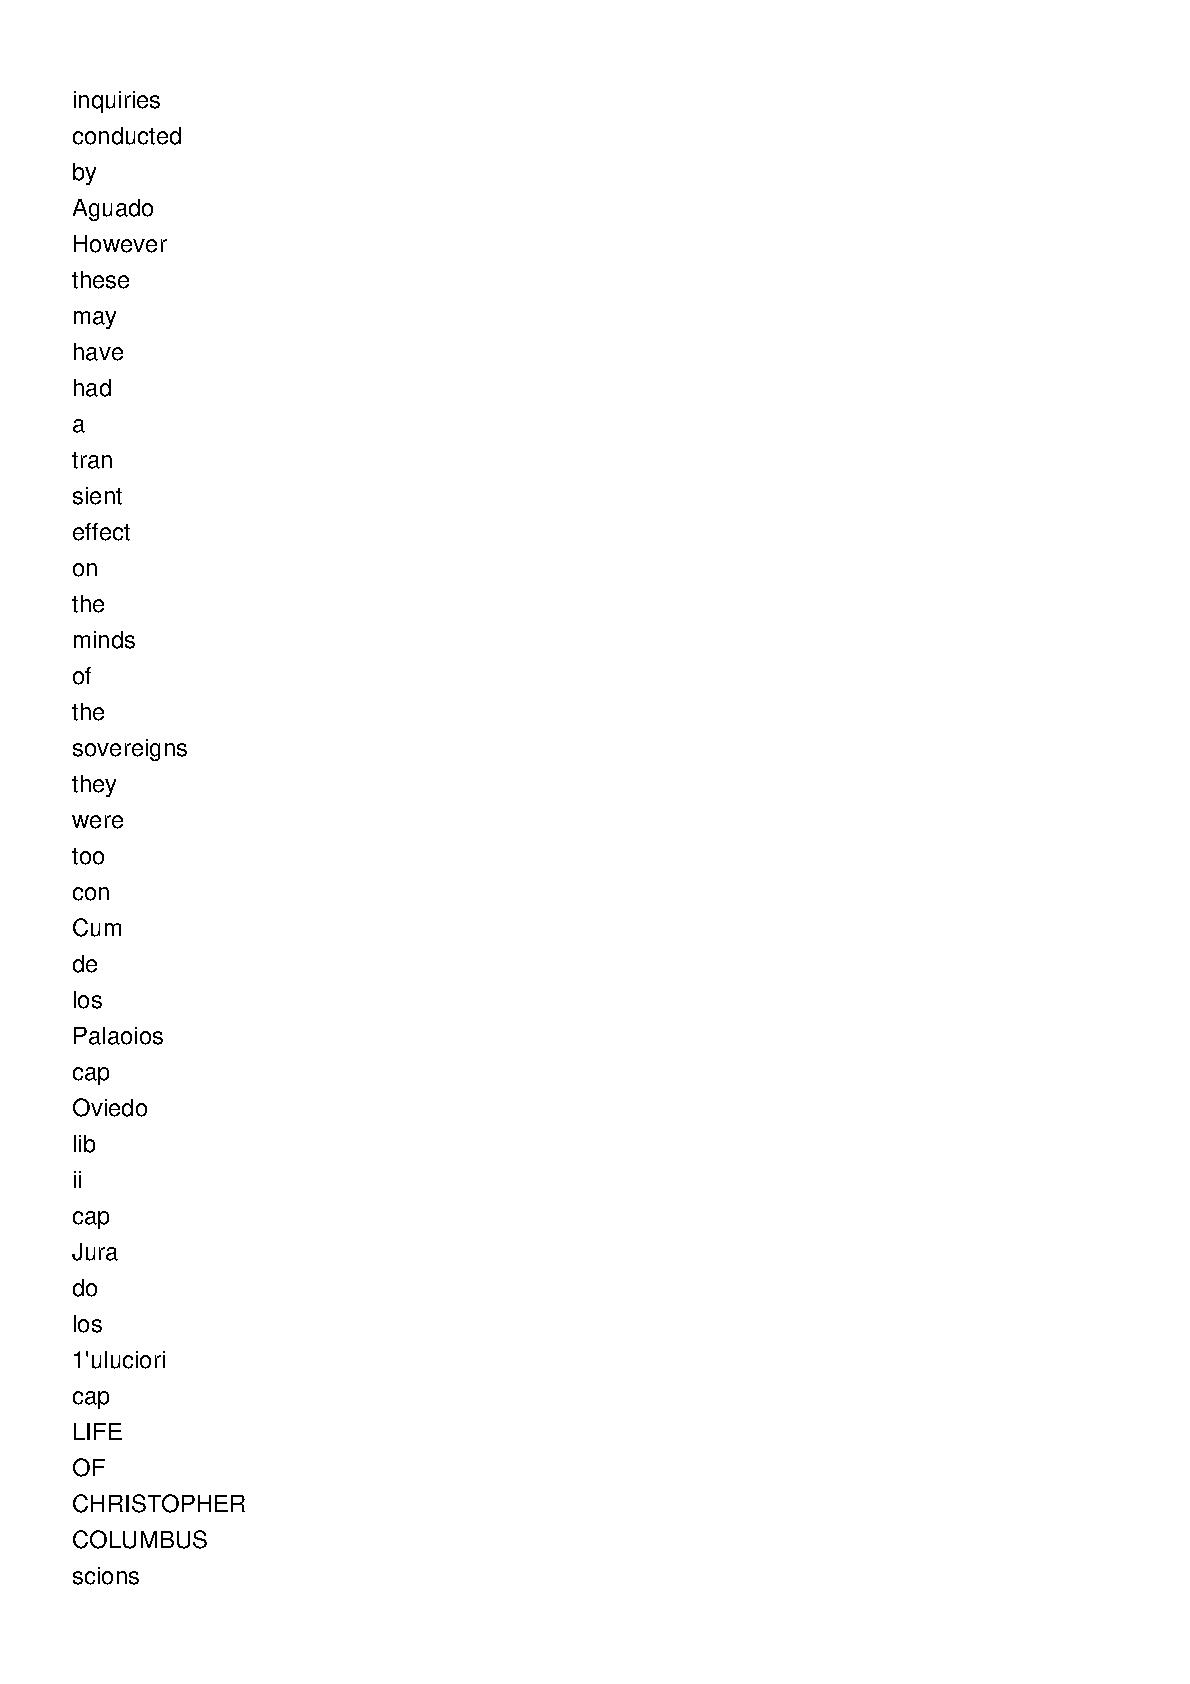 inquiries
conducted
by
Aguado
However
these
may
have
had
a
tran
sient
effect
on
the
minds
of
the
sovereigns
they
were
too
con
Cum
de
los
Palaoios
cap
Oviedo
lib
ii
cap
Jura
do
los
1'uluciori
cap
LIFE
OF
CHRISTOPHER
COLUMBUS
scions